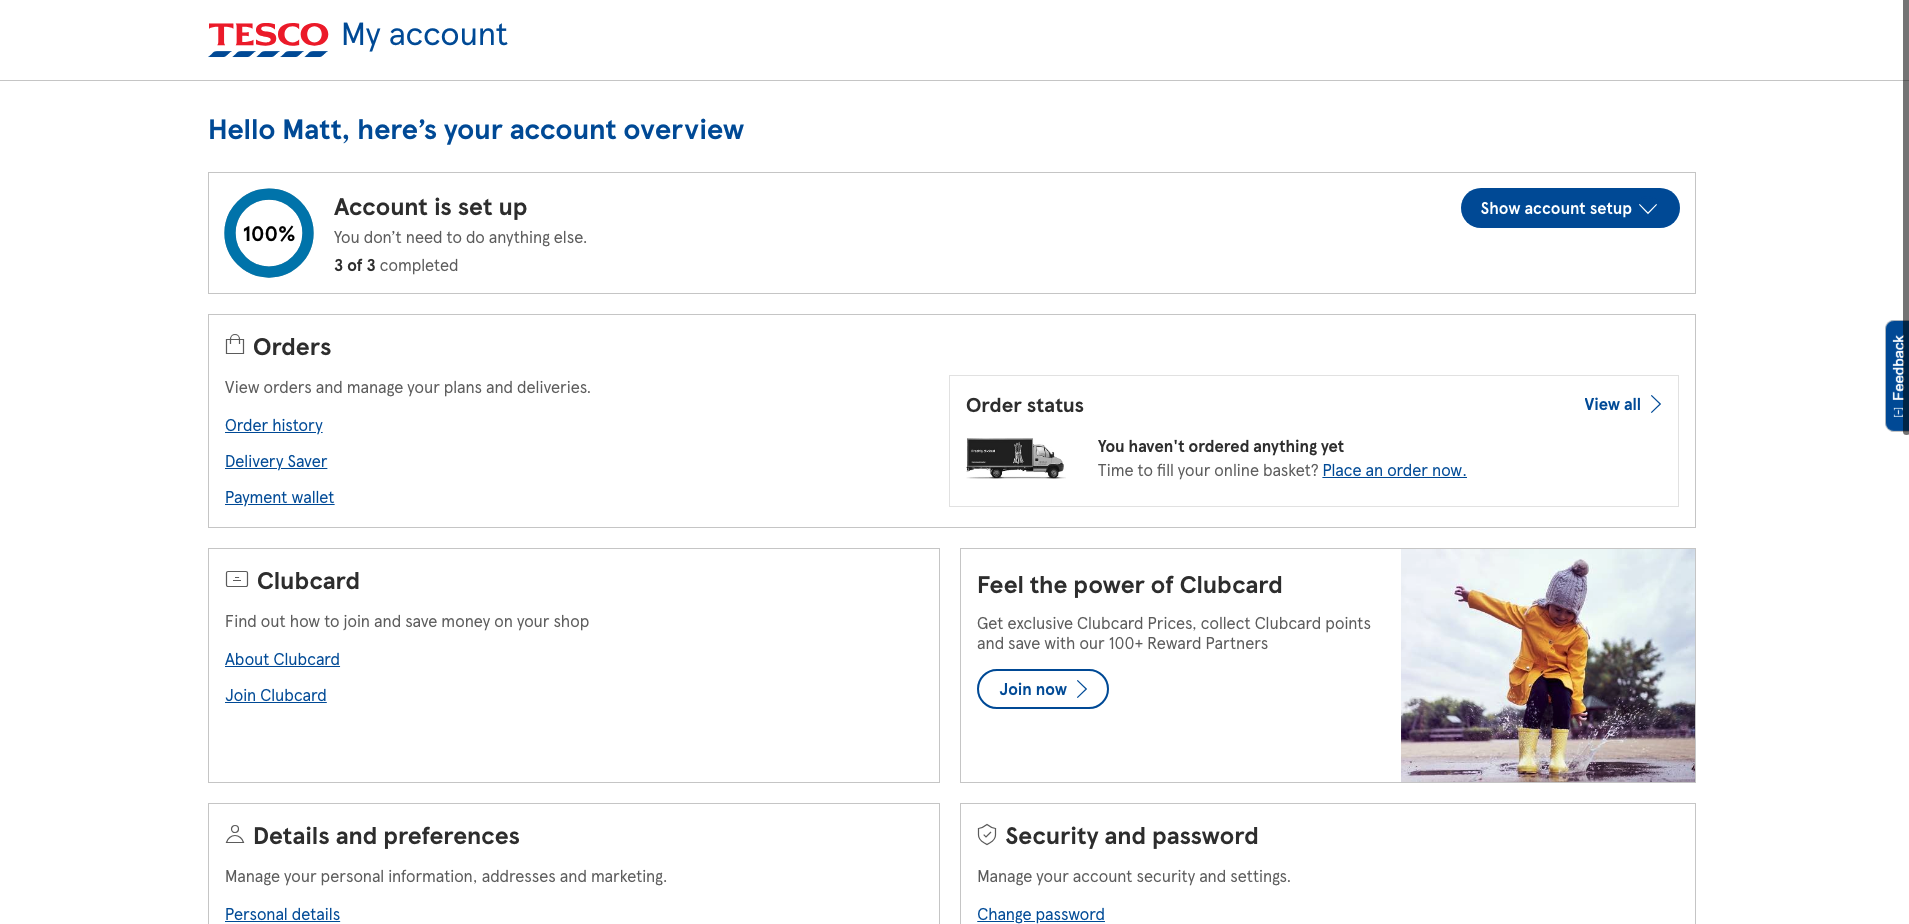 TESCO My account
Hello Matt, here’s your account overview
100%
Account is set up
You don’t need to do anything else.
3 of 3 completed
Show account setup
Orders
View orders and manage your plans and deliveries.
Order history
Delivery Saver
Payment wallet
Order status
View all
You haven't ordered anything yet
Time to fill your online basket? Place an order now.
Clubcard
Find out how to join and save money on your shop
About Clubcard
Join Clubcard
Feel the power of Clubcard
Get exclusive Clubcard Prices, collect Clubcard points
and save with our 100+ Reward Partners
Join now
Details and preferences
Manage your personal information, addresses and marketing.
Personal details
Security and password
Manage your account security and settings.
Change password
Feedback